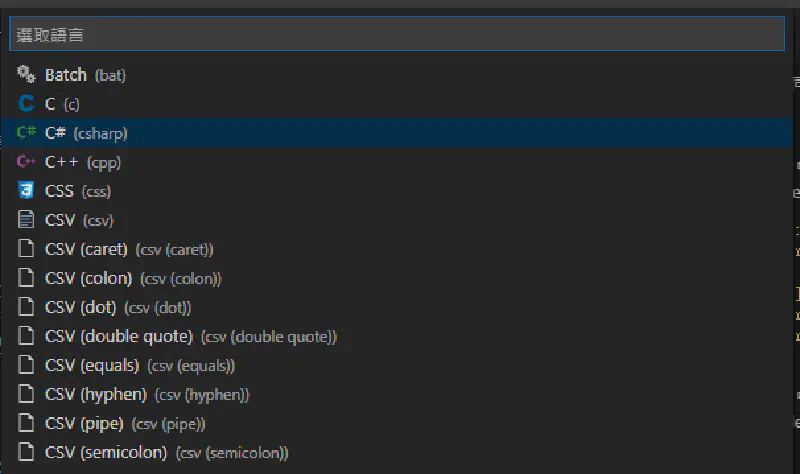 選取語言
Batch (bat)
C (c)
C# (csharp)
C++ (cpp)
CSS (css)
CSV (csv)
CSV (caret) (csv (caret))
CSV (colon) (csv (colon))
CSV (dot) (csv (dot))
CSV (double quote) (csv (double quote))
CSV (equals) (csv (equals))
CSV (hyphen) (csv (hyphen))
CSV (pipe) (csv (pipe))
CSV (semicolon) (csv (semicolon))